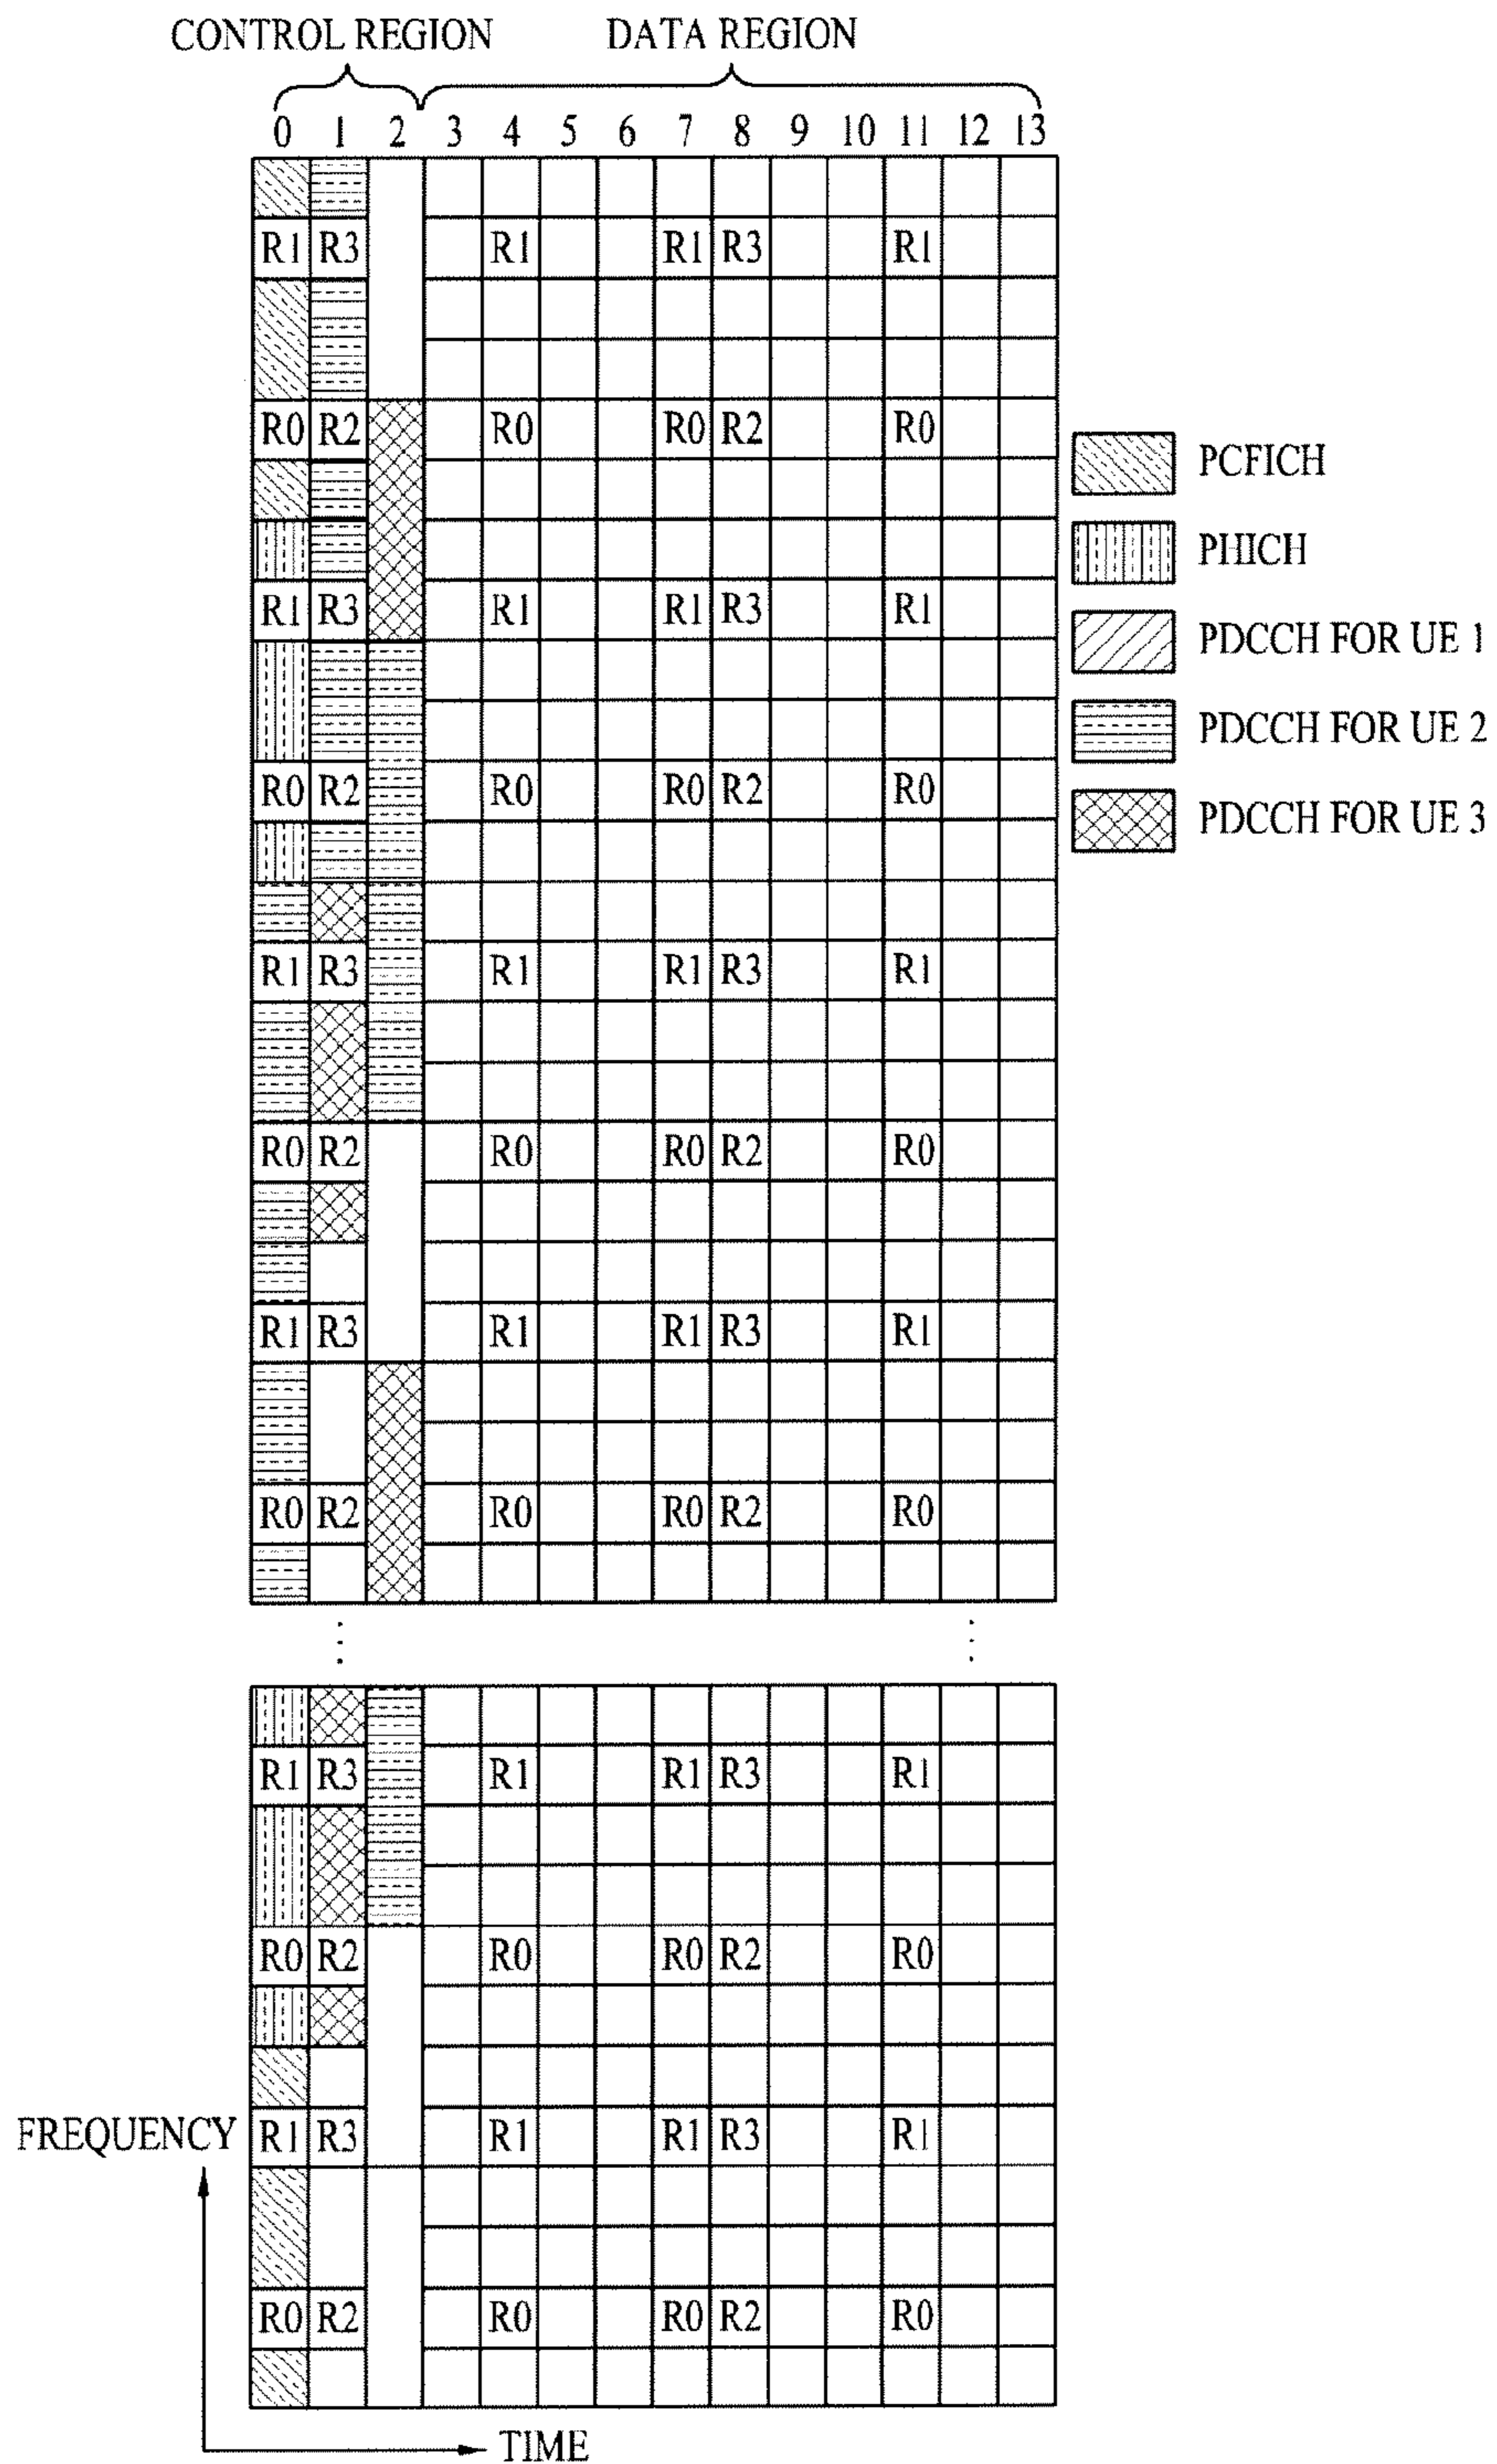 CONTROL REGION DATA REGION
0 1 2 3 4 5 6 7 8 9 10 11 12 13
R1 R3 R1 R1 R3 R1
R0 R2 R0 R0 R2 R0
PCFICH
PHICH
R1 R3 R1 R1 R3 R1
PDCCH FOR UE 1
PDCCH FOR UE 2
R0 R2 R0 R0 R2 R0
PDCCH FOR UE 3
R1 R3 R1 R1 R3 R1
R0 R2 R0 R0 R2 R0
R1 R3 R1 R1 R3 R1
R0 R2 R0 R0 R2 R0
R1 R3 R1 R1 R3 R1
R0 R2 R0 R0 R2 R0
FREQUENCY R1 R3 R1 R1 R3 R1
R0 R2 R0 R0 R2 R0
TIME